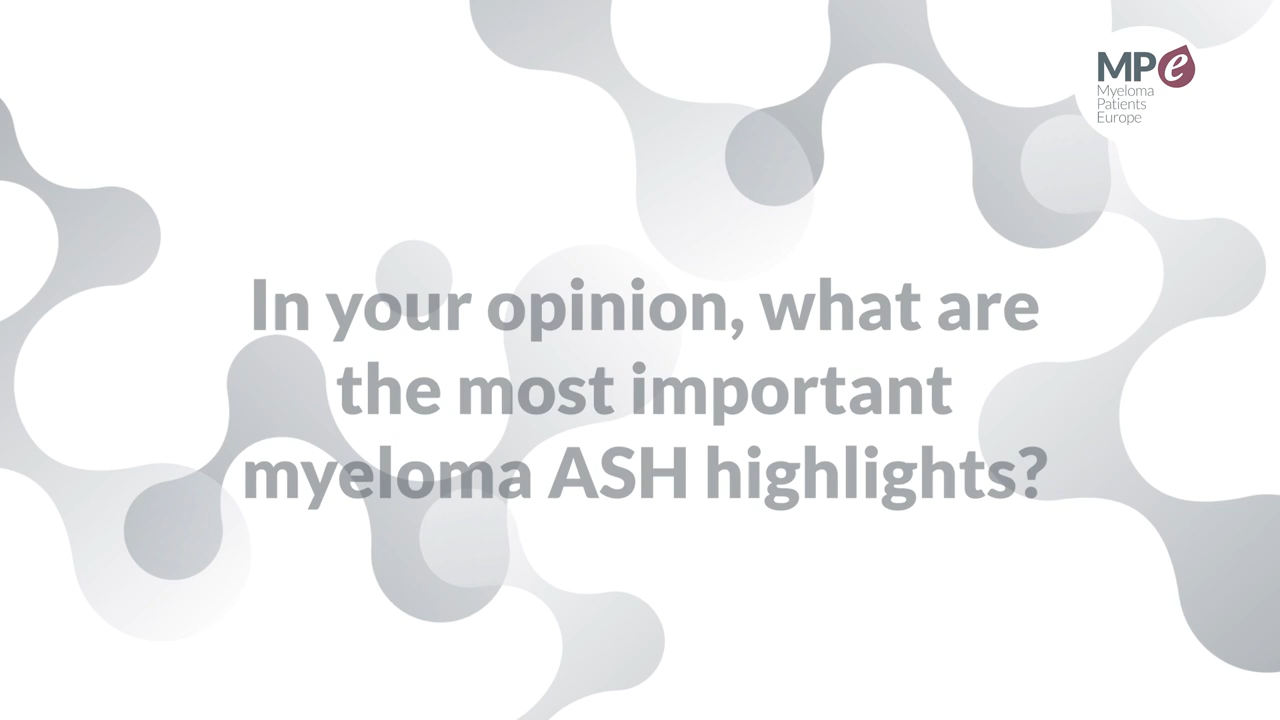 MPe
Myeloma
Patients
Europe
In your opinion, what are
the most important
myeloma ASH highlights?